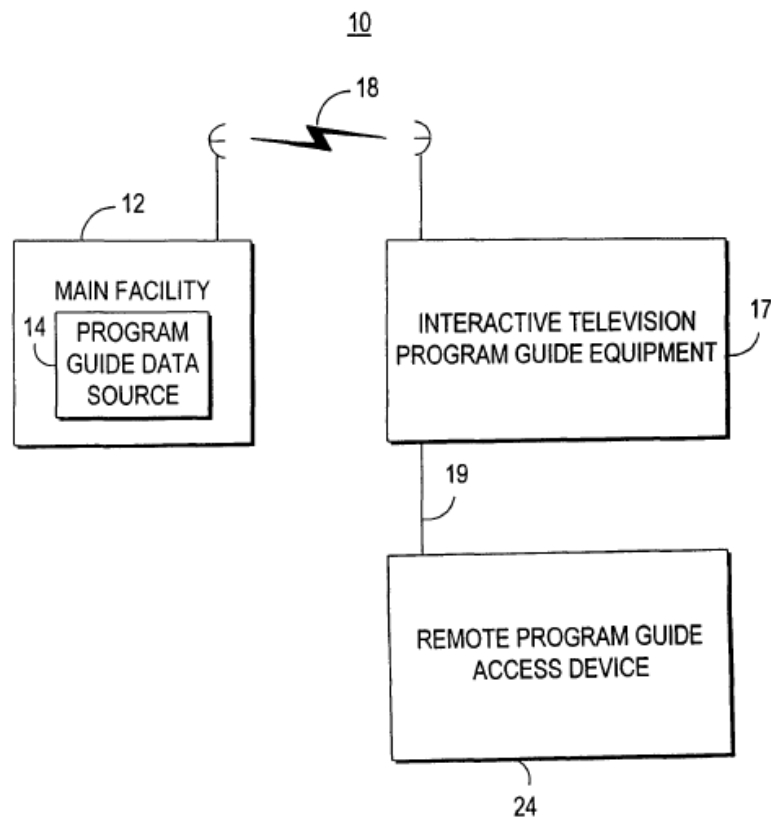 10
18
12
MAIN FACILITY
14
PROGRAM
GUIDE DATA
SOURCE
INTERACTIVE TELEVISION
PROGRAM GUIDE EQUIPMENT
17
19
REMOTE PROGRAM GUIDE
ACCESS DEVICE
24